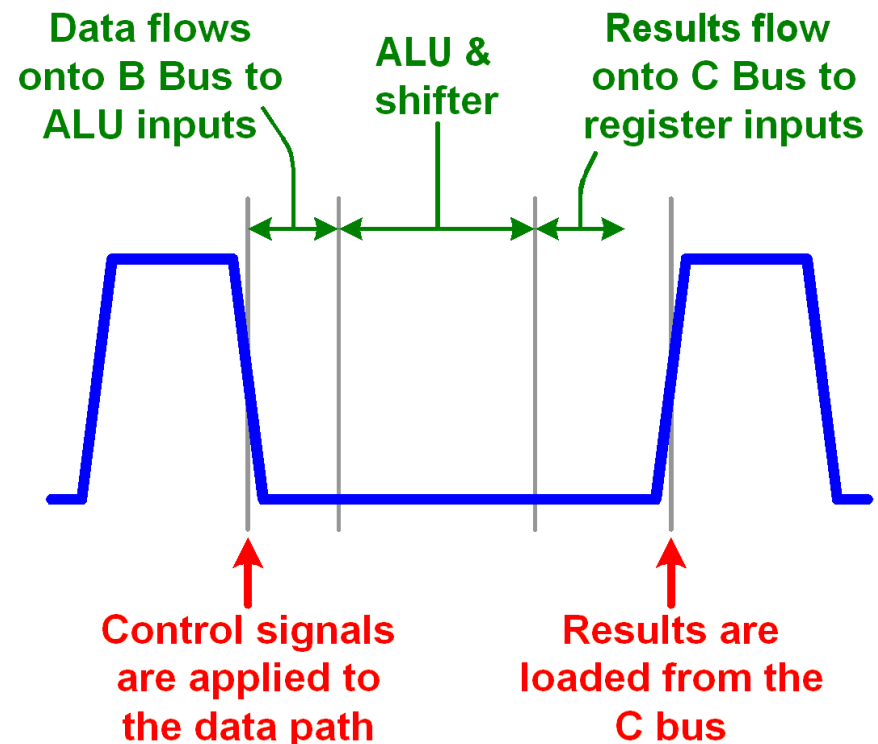 Data flows
onto B Bus to
ALU inputs
ALU &
shifter
Results flow
onto C Bus to
register inputs
Control signals
are applied to
the data path
Results are
loaded from the
C bus